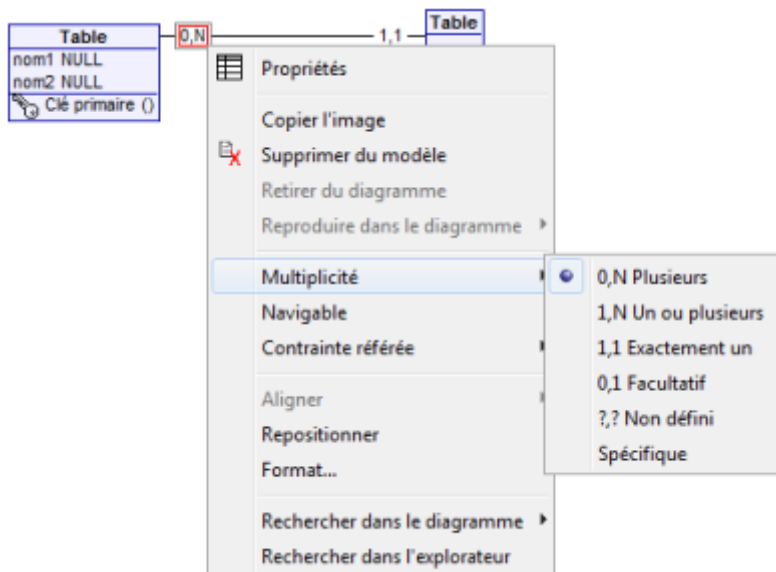 Table
0,N
1,1
Table
nom1 NULL
nom2 NULL
Clé primaire ()
Propriétés
Copier l'image
Supprimer du modèle
Retirer du diagramme
Reproduire dans le diagramme
Multiplicité
Navigable
Contrainte référée
Aligner
Repositionner
Format...
Rechercher dans le diagramme
Rechercher dans l'explorateur
0,N Plusieurs
1,N Un ou plusieurs
1,1 Exactement un
0,1 Facultatif
?,? Non défini
Spécifique